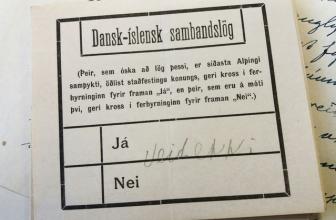 Dansk-íslensk sambandslög
(Þeir, sem óska að lög þessi, er síðasta Alþingi
samþykti, öðlist staðfestingu konungs, geri kross í fer-
hyrninginn fyrir framan „Já“, en þeir, sem eru á móti
því, geri kross í ferhyrninginn fyrir framan „Nei“.)
Já
Nei